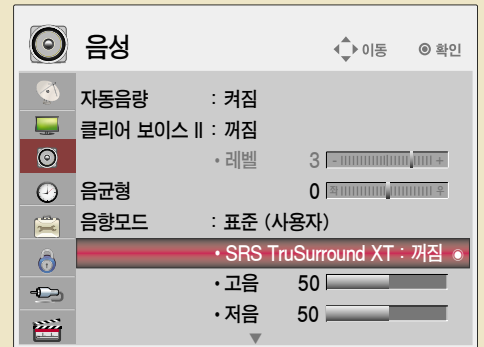 음성 이동 확인
자동음량 : 켜짐
클리어 보이스 II : 꺼짐
• 레벨 3 - +
음균형 0 좌 우
음향모드 : 표준 (사용자)
• SRS TruSurround XT : 꺼짐
• 고음 50
• 저음 50